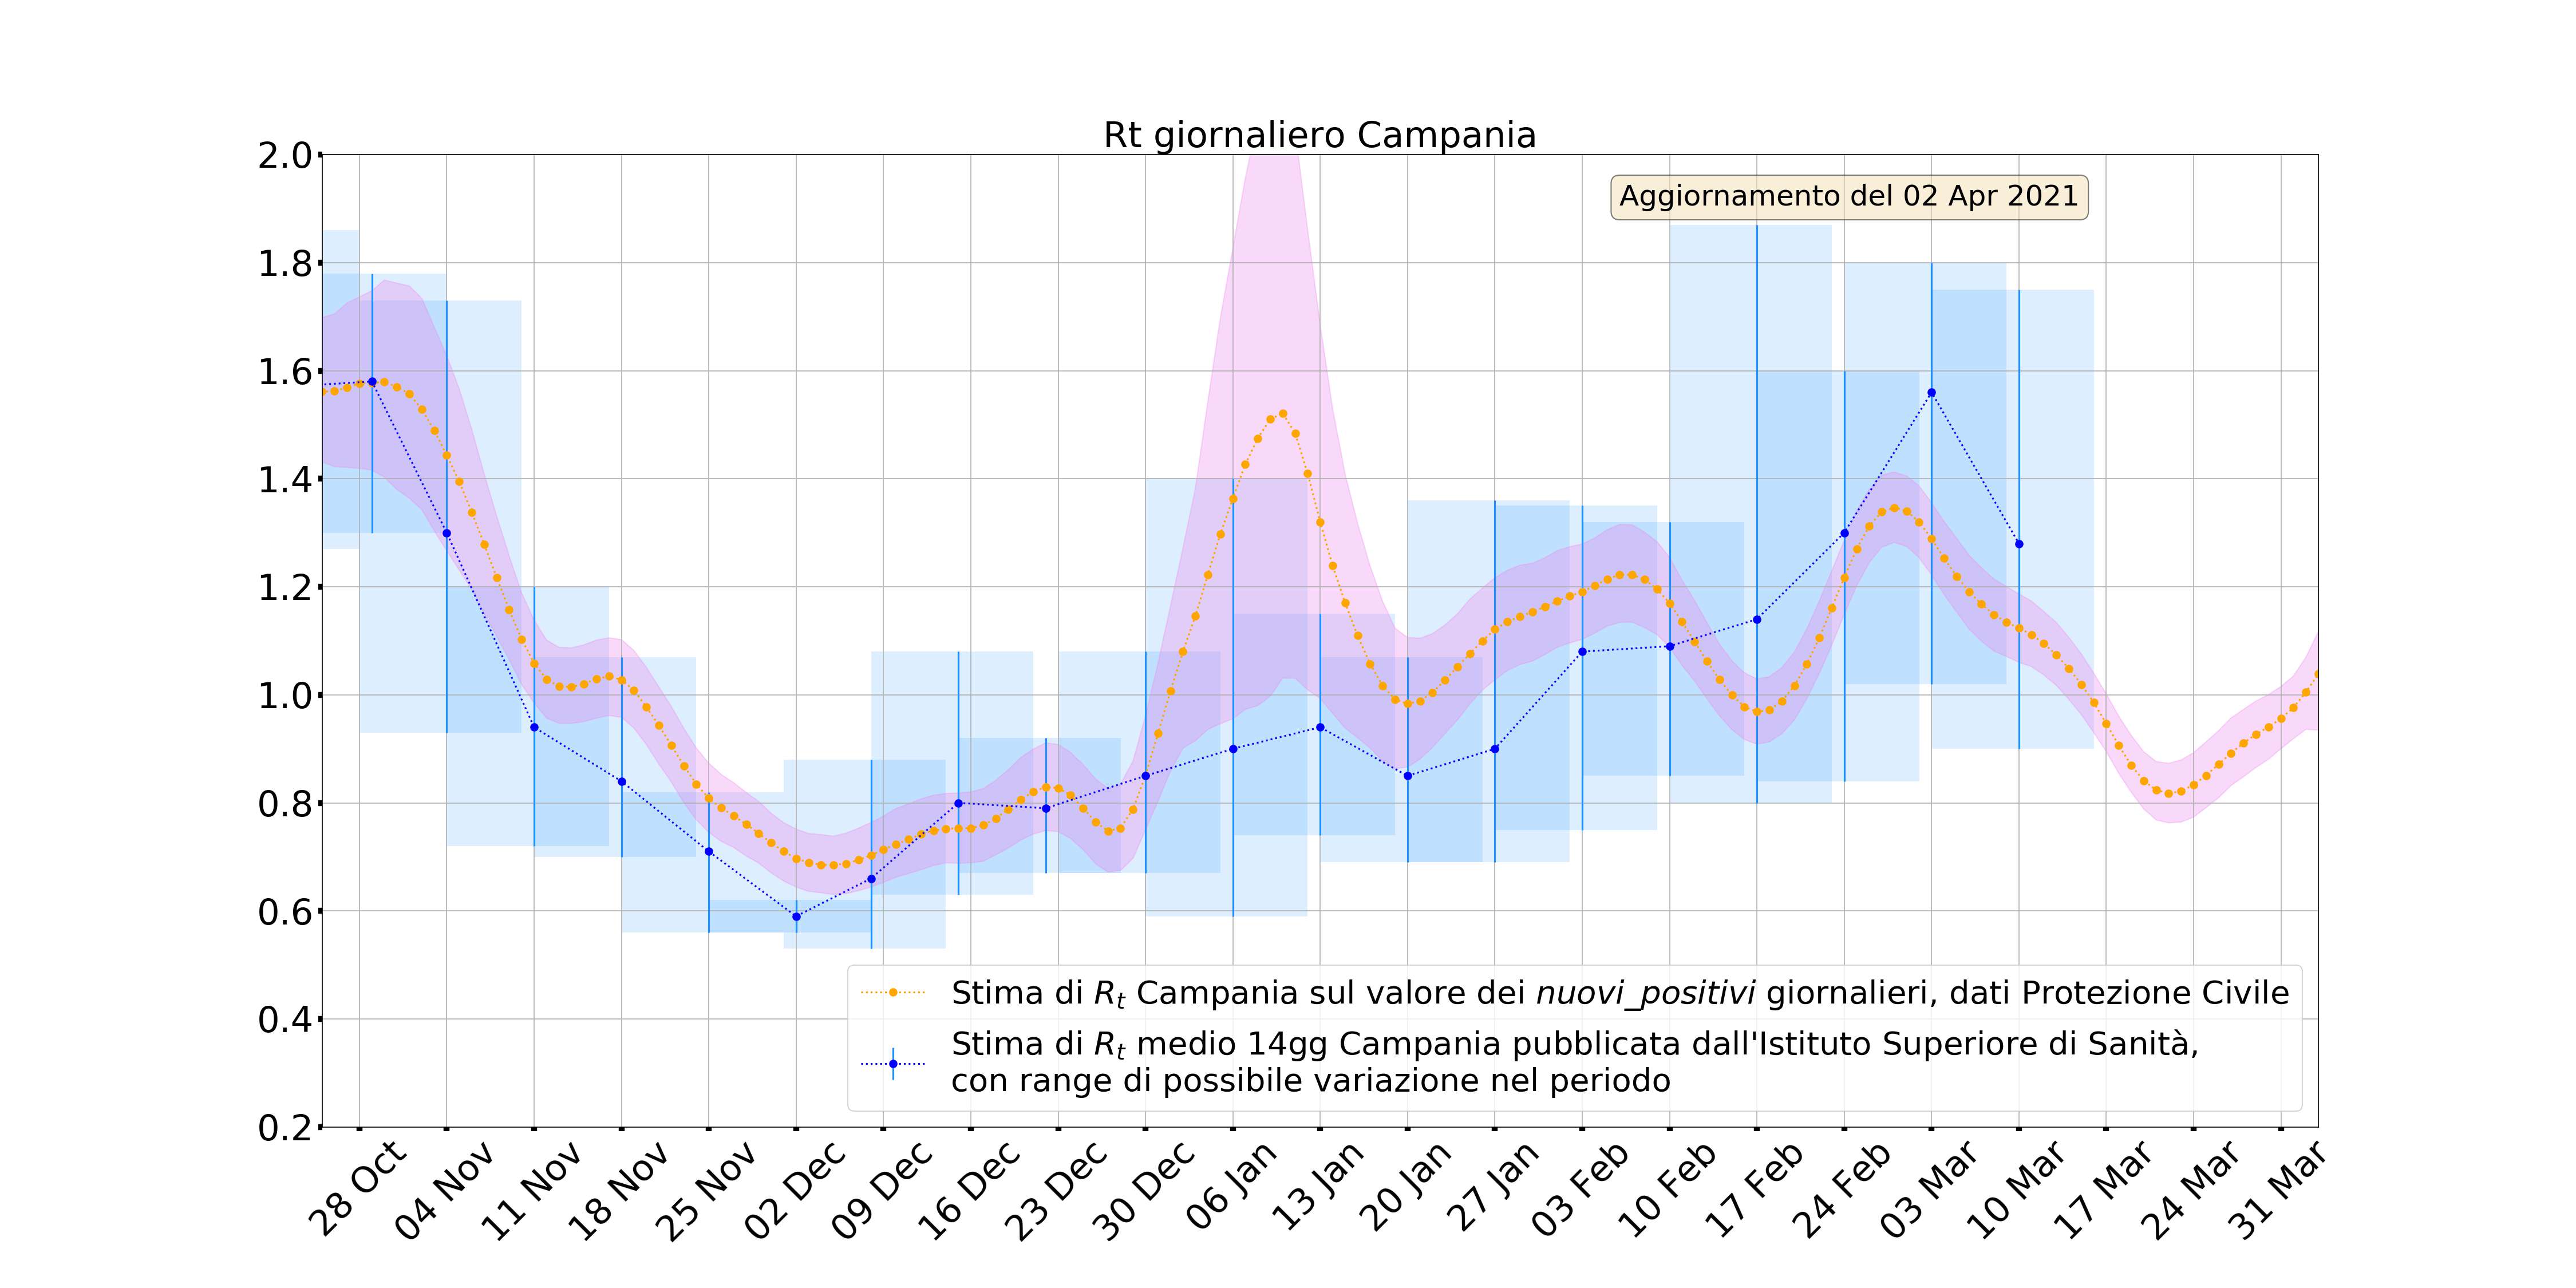 Rt giornaliero Campania
2.0
Aggiornamento del 02 Apr 2021
1.8
1.6
1.4
1.2
1.0
0.8
0.6
Stima di Rt Campania sul valore dei nuovi_positivi giornalieri, dati Protezione Civile
0.4
Stima di Rt medio 14gg Campania pubblicata dall'Istituto Superiore di Sanità,
con range di possibile variazione nel periodo
0.2
28 Oct 04 Nov 11 Nov 18 Nov 25 Nov 02 Dec 09 Dec 16 Dec 23 Dec 30 Dec 06 Jan 13 Jan 20 Jan 27 Jan 03 Feb 10 Feb 17 Feb 24 Feb 03 Mar 10 Mar 17 Mar 24 Mar 31 Mar